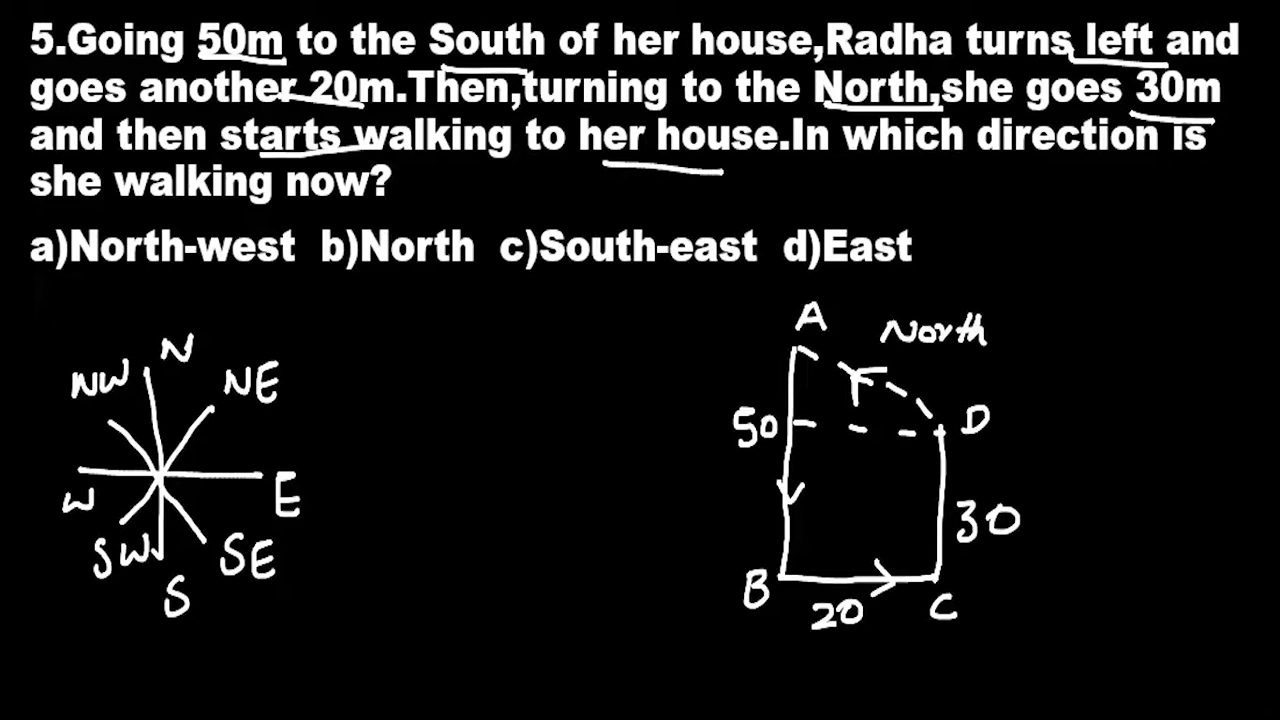 5.Going 50m to the South of her house,Radha turns left and
goes another 20m.Then,turning to the North,she goes 30m
and then starts walking to her house.In which direction is
she walking now?
a)North-west b)North c)South-east d)East
N
NW
NE
W
E
SW
SE
S
A
North
50
D
30
B
20
C